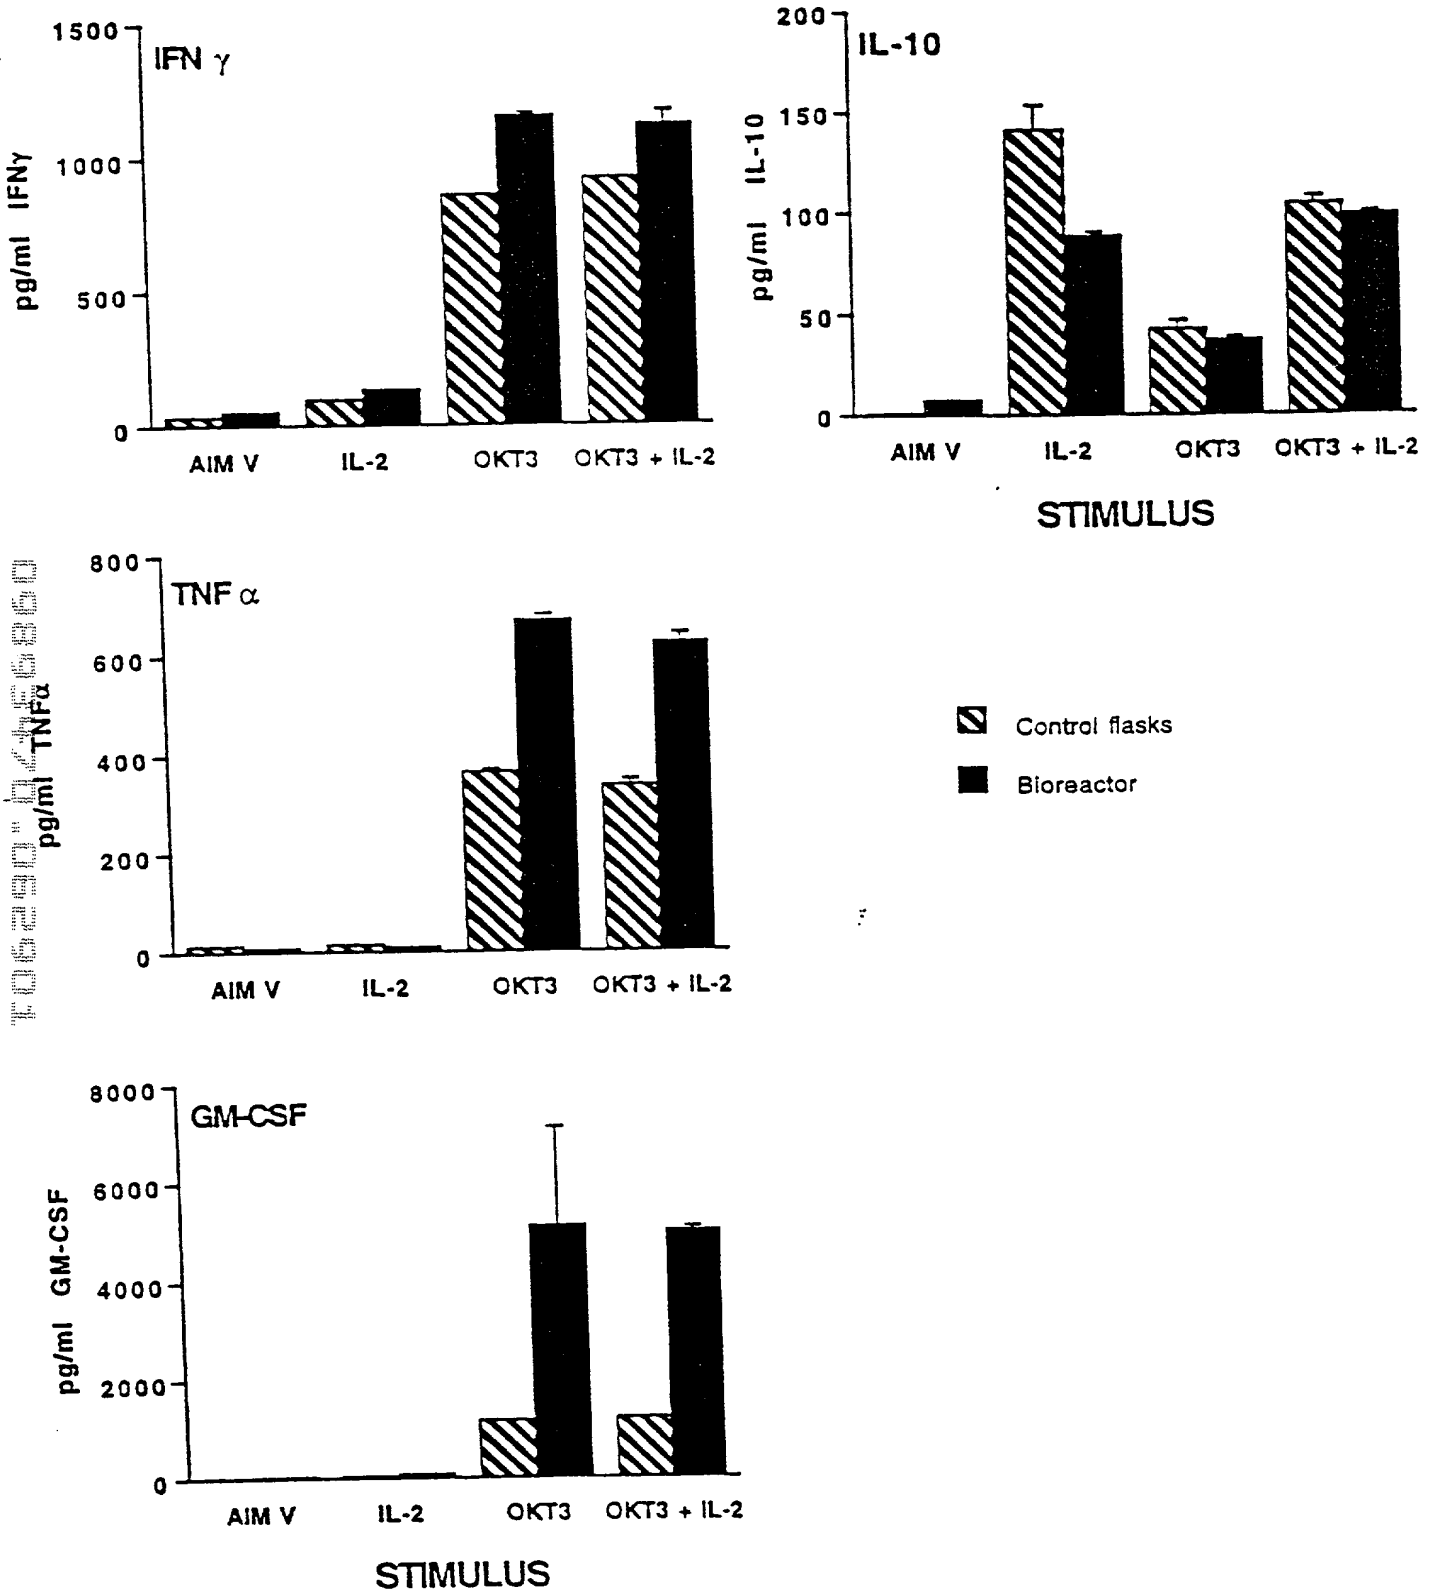 1500
IFN γ
1000
500
0
pg/ml IFNγ
AIM V IL-2 OKT3 OKT3 + IL-2
200
IL-10
150
100
50
0
pg/ml IL-10
AIM V IL-2 OKT3 OKT3 + IL-2
STIMULUS
800
TNF α
600
400
200
0
pg/ml TNFα
AIM V IL-2 OKT3 OKT3 + IL-2
Control flasks
Bioreactor
8000
GM-CSF
6000
4000
2000
0
pg/ml GM-CSF
AIM V IL-2 OKT3 OKT3 + IL-2
STIMULUS